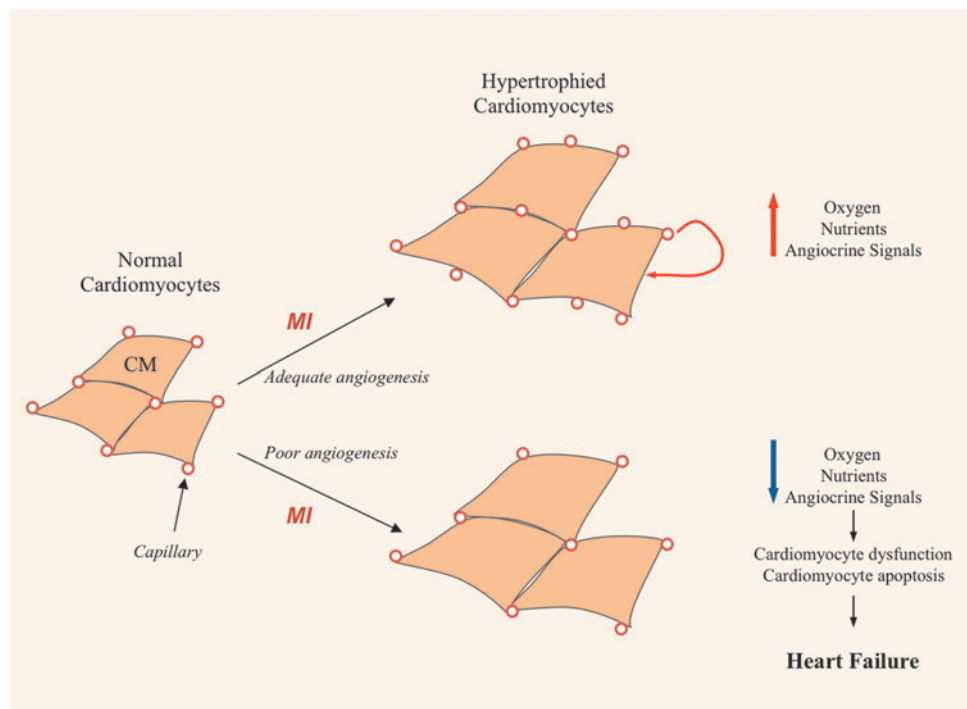 Hypertrophied
Cardiomyocytes
Oxygen
Nutrients
Angiocrine Signals
Normal
Cardiomyocytes
MI
CM
Adequate angiogenesis
Poor angiogenesis
MI
Capillary
Oxygen
Nutrients
Angiocrine Signals
Cardiomyocyte dysfunction
Cardiomyocyte apoptosis
Heart Failure